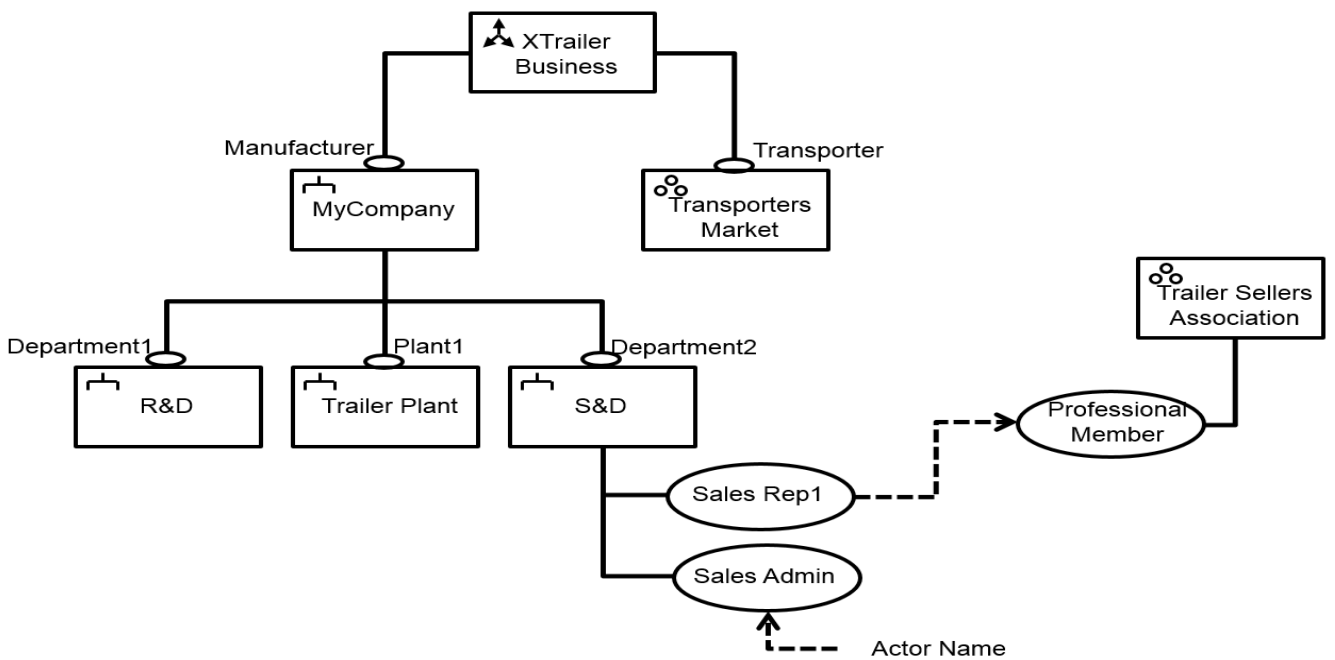 XTrailer
Business
Manufacturer
Transporter
MyCompany
Transporters
Market
Trailer Sellers
Association
Department1
Plant1
Department2
R&D
Trailer Plant
S&D
Professional
Member
Sales Rep1
Sales Admin
Actor Name